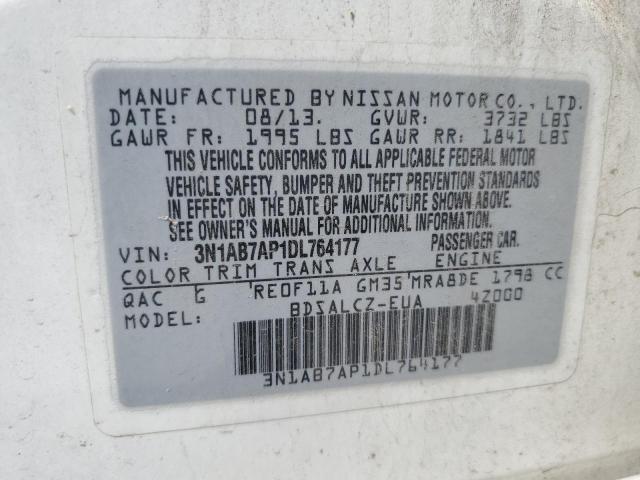 MANUFACTURED BY NISSAN MOTOR CO., LTD.
DATE: 08/13. GVWR: 3732 LBS
GAWR FR: 1995 LBS GAWR RR: 1841 LBS
THIS VEHICLE CONFORMS TO ALL APPLICABLE FEDERAL MOTOR
VEHICLE SAFETY, BUMPER AND THEFT PREVENTION STANDARDS
IN EFFECT ON THE DATE OF MANUFACTURE SHOWN ABOVE.
SEE OWNER'S MANUAL FOR ADDITIONAL INFORMATION.
VIN: 3N1AB7AP1DL764177 PASSENGER CAR.
COLOR TRIM TRANS AXLE ENGINE
QAC G RE0F11A GM35 MRA8DE 1798 CC
MODEL: BDSALCZ-EUA 4Z000
3N1AB7AP1DL764177